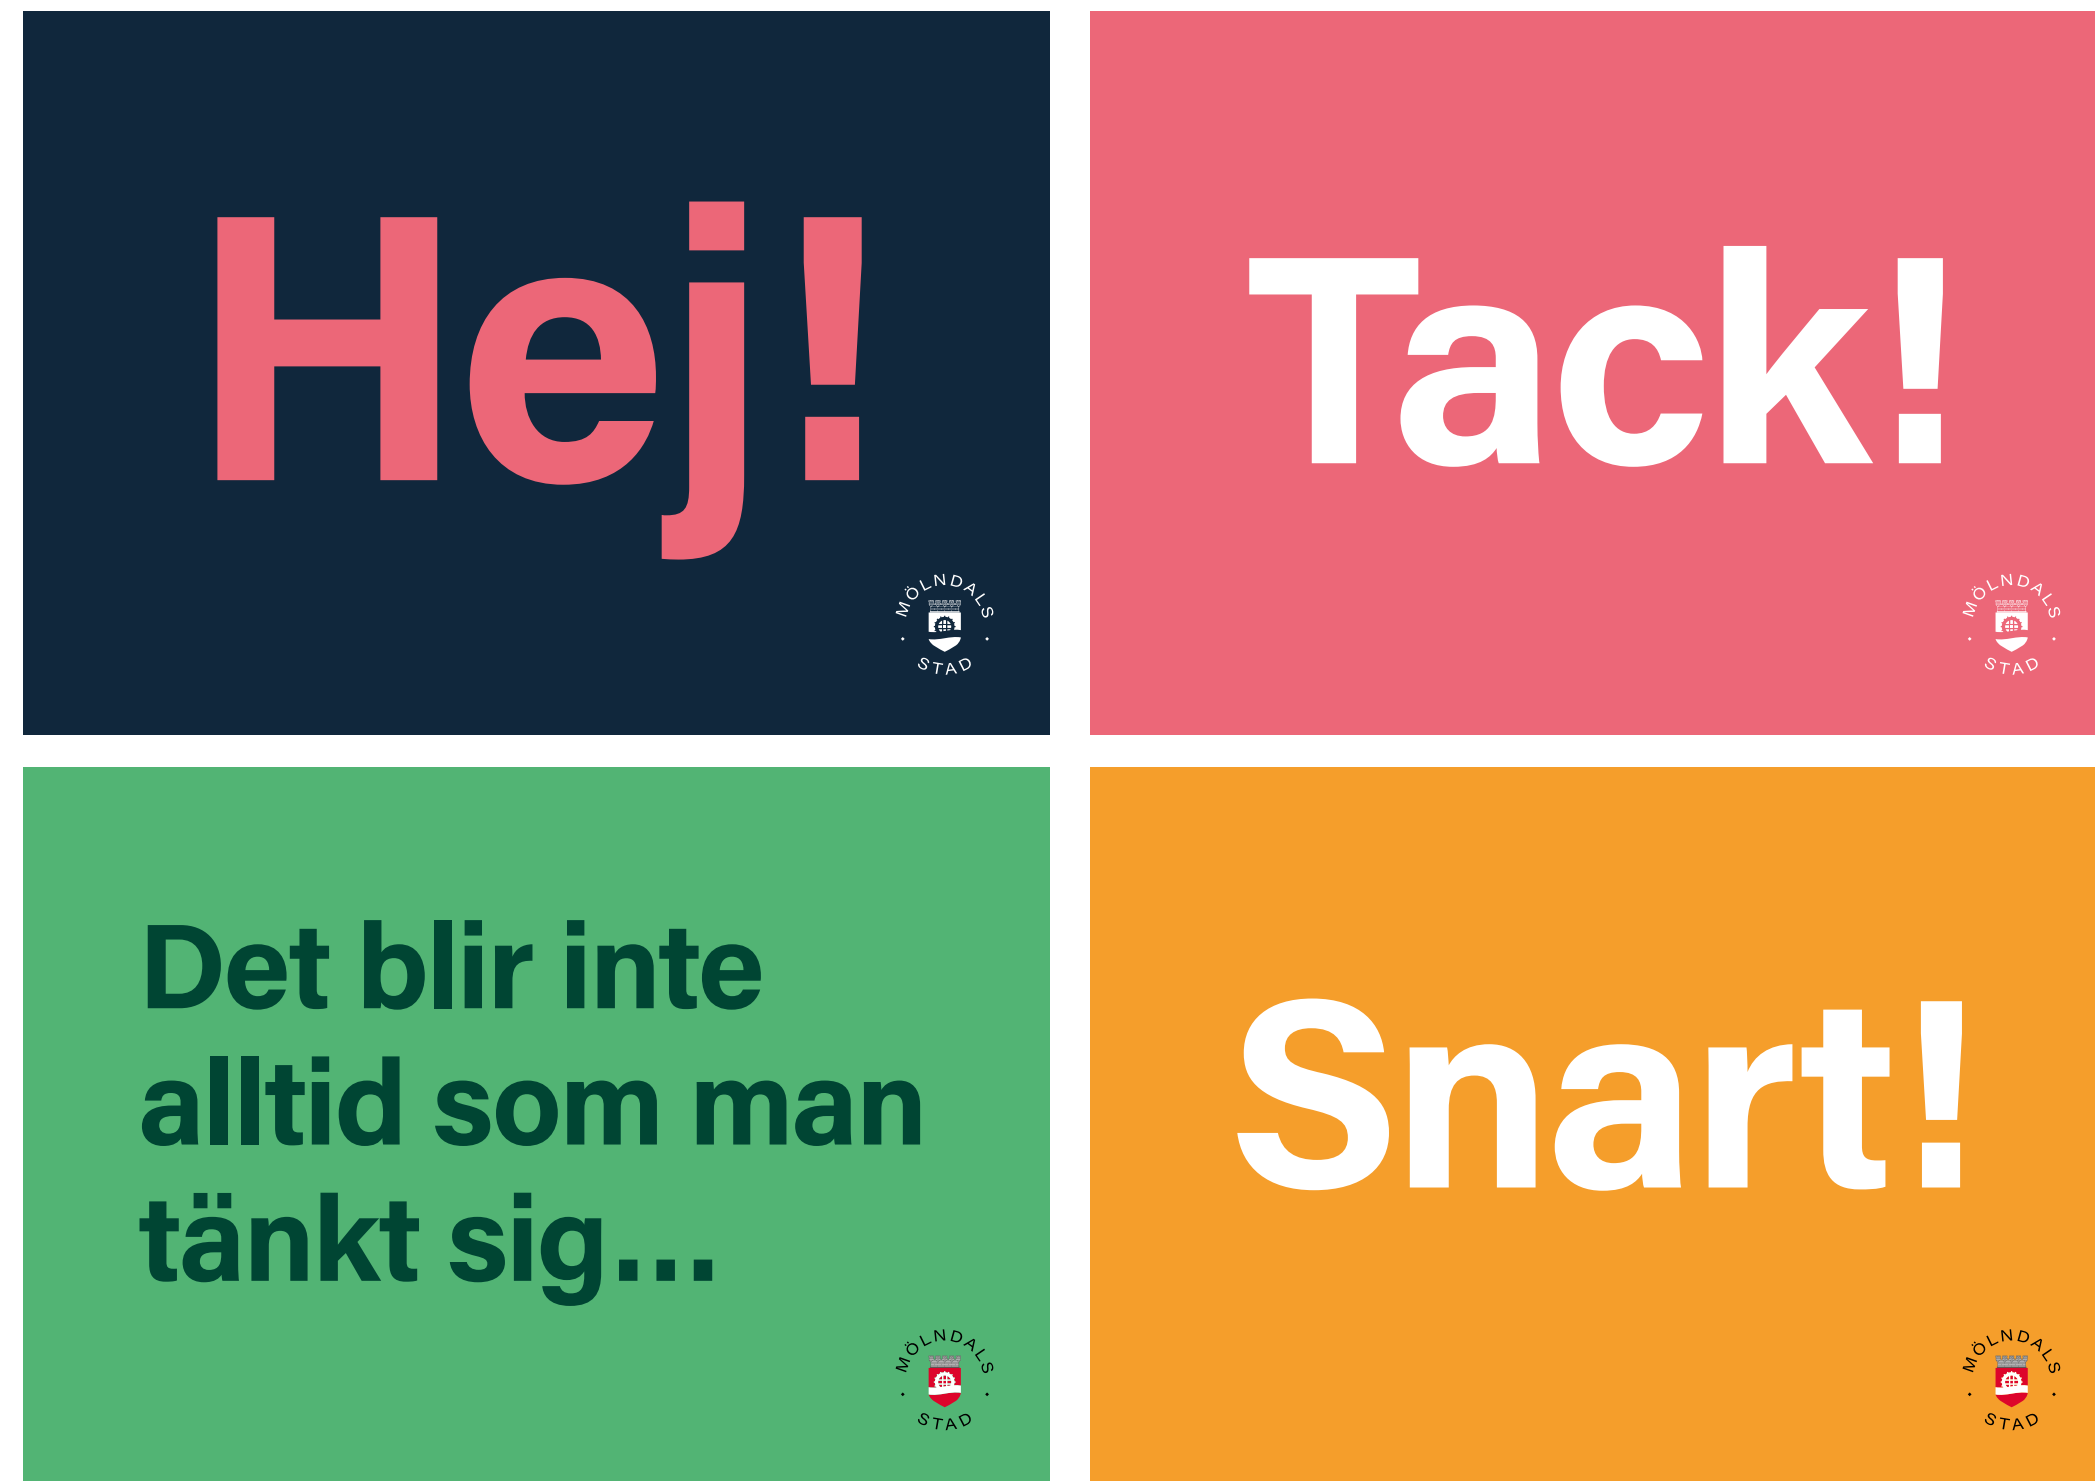 Hej!
MÖLNDALS
STAD
Tack!
MÖLNDALS
STAD
Det blir inte
alltid som man
tänkt sig...
MÖLNDALS
STAD
Snart!
MÖLNDALS
STAD